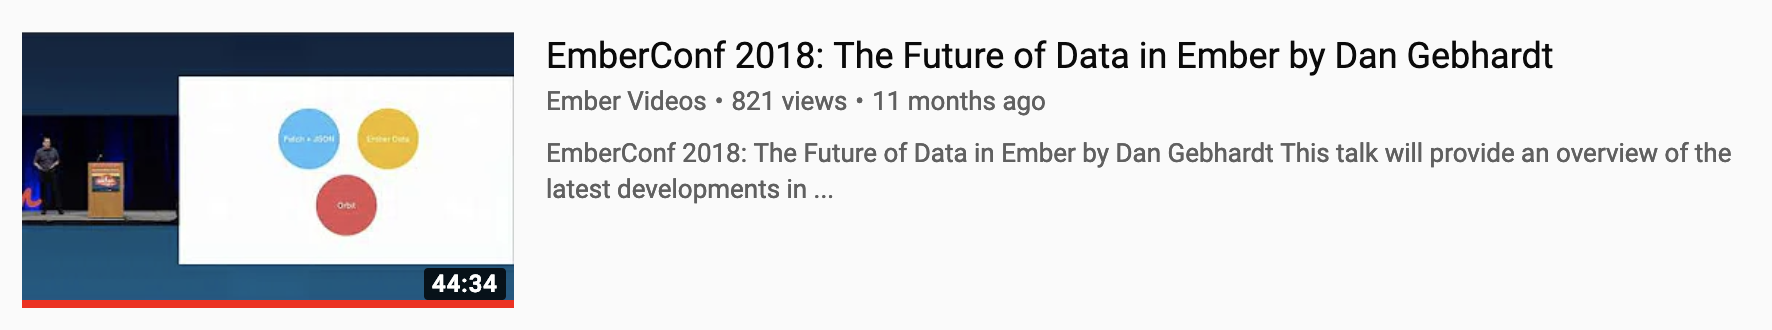 EmberConf 2018: The Future of Data in Ember by Dan Gebhardt
Ember Videos • 821 views • 11 months ago
EmberConf 2018: The Future of Data in Ember by Dan Gebhardt This talk will provide an overview of the
latest developments in ...
Fetch + JSON
Ember Data
Orbit
44:34